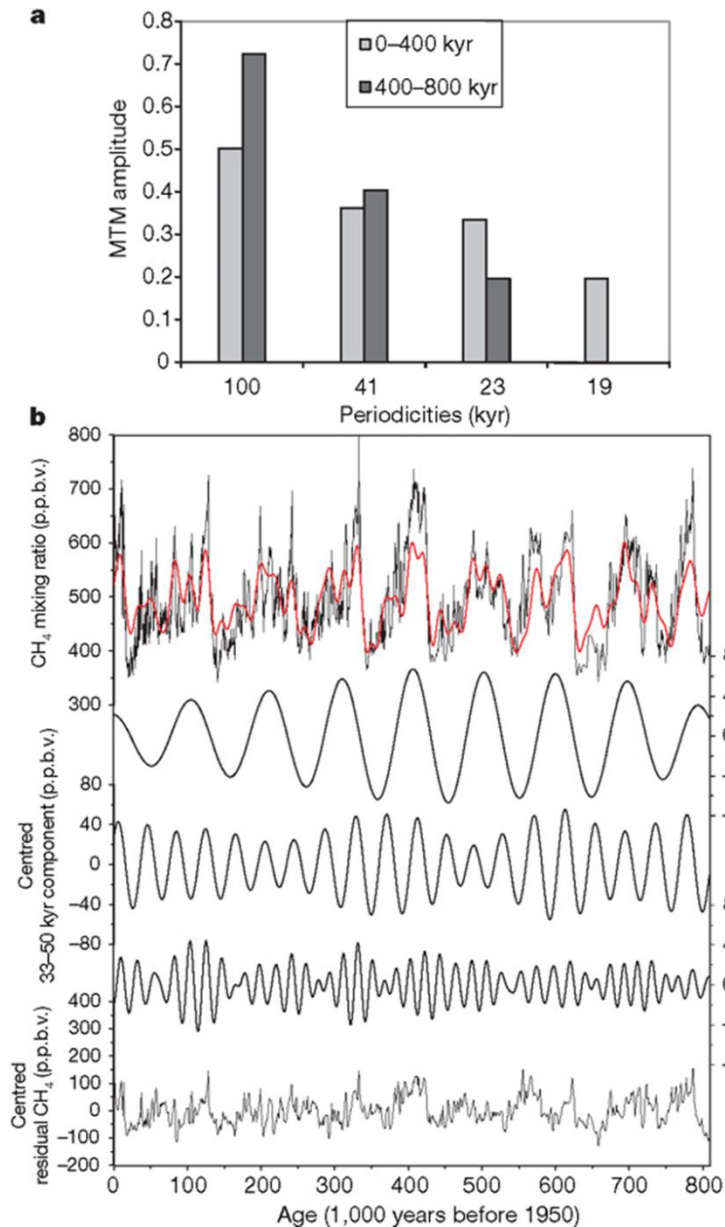 a
0.8
0.7
0.6
0.5
0.4
0.3
0.2
0.1
0
MTM amplitude
0–400 kyr
400–800 kyr
100 41 23 19
Periodicities (kyr)
b
800
700
600
500
400
300
CH4 mixing ratio (p.p.b.v.)
80
40
0
–40
–80
Centred
33–50 kyr component (p.p.b.v.)
400
300
200
100
0
–100
–200
Centred
residual CH4 (p.p.b.v.)
0 100 200 300 400 500 600 700 800
Age (1,000 years before 1950)